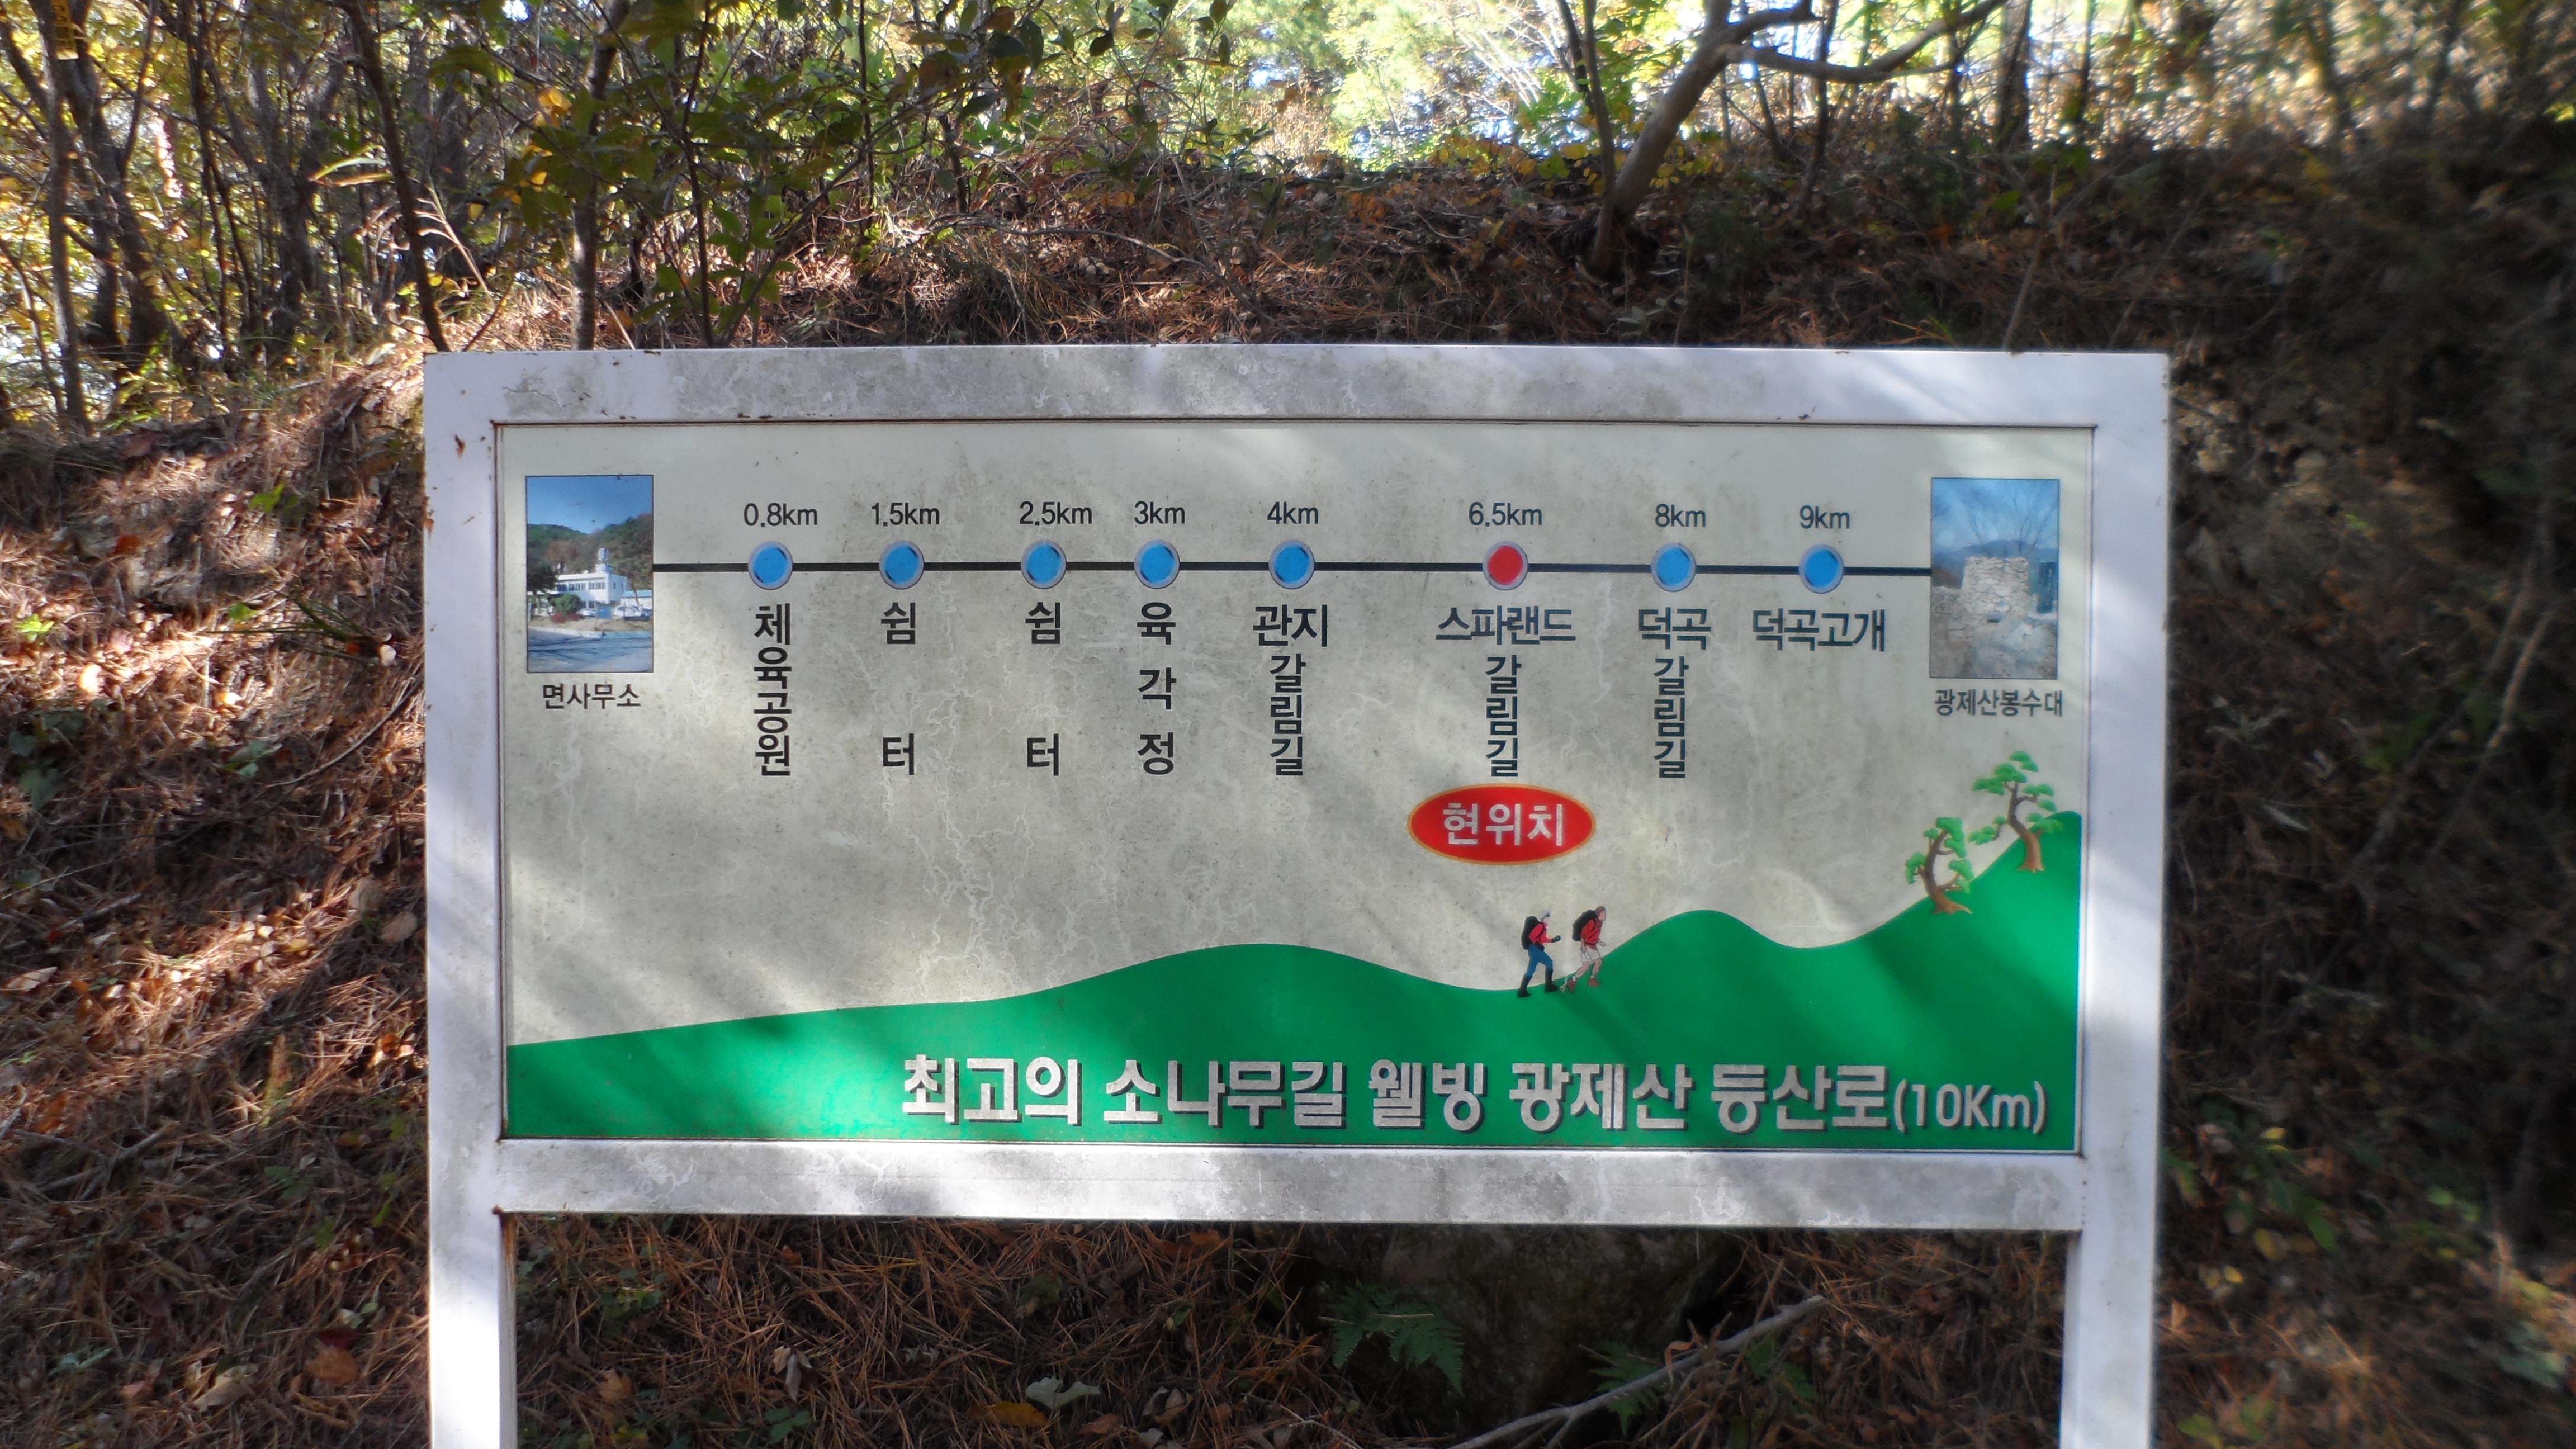 0.8km 1.5km 2.5km 3km 4km 6.5km 8km 9km
체육공원
쉼터
쉼터
육각정
관지갈림길
스파랜드갈림길
덕곡갈림길
덕곡고개
면사무소
광제산봉수대
현위치
최고의 소나무길 웰빙 광제산 등산로(10Km)